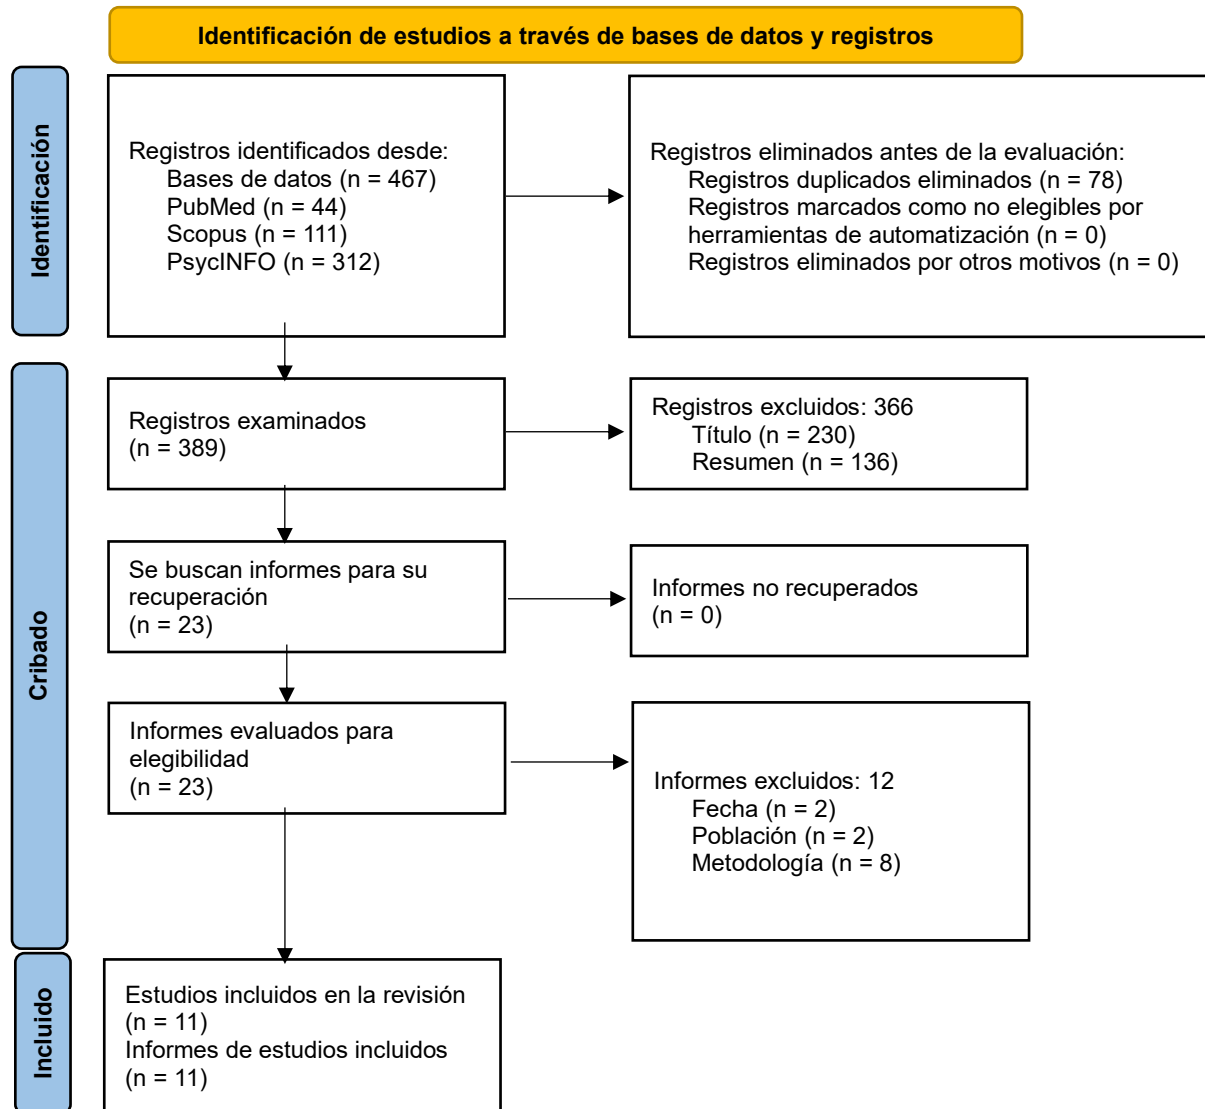 Identificación de estudios a través de bases de datos y registros
Identificación
Registros identificados desde:
Bases de datos (n = 467)
PubMed (n = 44)
Scopus (n = 111)
PsycINFO (n = 312)
Registros eliminados antes de la evaluación:
Registros duplicados eliminados (n = 78)
Registros marcados como no elegibles por
herramientas de automatización (n = 0)
Registros eliminados por otros motivos (n = 0)
Cribado
Registros examinados
(n = 389)
Registros excluidos: 366
Título (n = 230)
Resumen (n = 136)
Se buscan informes para su
recuperación
(n = 23)
Informes no recuperados
(n = 0)
Informes evaluados para
elegibilidad
(n = 23)
Informes excluidos: 12
Fecha (n = 2)
Población (n = 2)
Metodología (n = 8)
Incluido
Estudios incluidos en la revisión
(n = 11)
Informes de estudios incluidos
(n = 11)